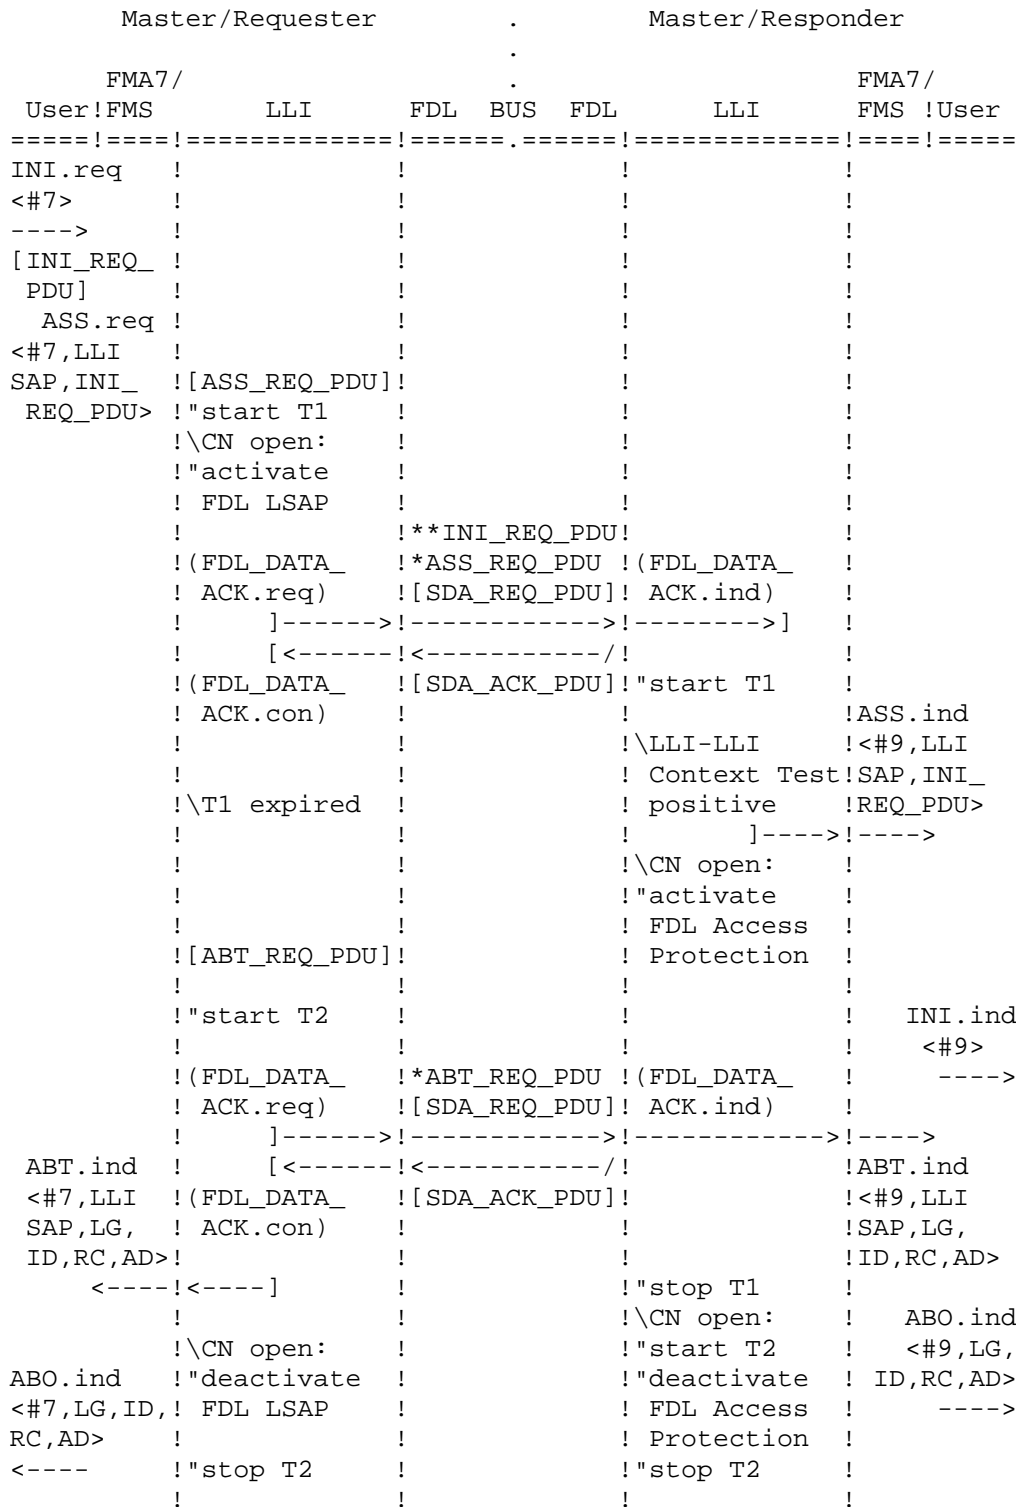 Master/Requester         .        Master/Responder
                                .
      FMA7/                     .                     FMA7/
 User!FMS       LLI      FDL  BUS  FDL      LLI       FMS !User
=====!====!=============!======.======!=============!====!=====
INI.req   !             !             !             !
<#7>      !             !             !             !
---->     !             !             !             !
[INI_REQ_ !             !             !             !
 PDU]     !             !             !             !
  ASS.req !             !             !             !
<#7,LLI   !             !             !             !
SAP,INI_  ![ASS_REQ_PDU]!             !             !
 REQ_PDU> !"start T1    !             !             !
          !\CN open:    !             !             !
          !"activate    !             !             !
          ! FDL LSAP    !             !             !
          !             !**INI_REQ_PDU!             !
          !(FDL_DATA_   !*ASS_REQ_PDU !(FDL_DATA_   !
          ! ACK.req)    ![SDA_REQ_PDU]! ACK.ind)    !
          !     ]------>!------------>!-------->]   !
          !     [<------!<-----------/!             !
          !(FDL_DATA_   ![SDA_ACK_PDU]!"start T1    !
          ! ACK.con)    !             !             !ASS.ind
          !             !             !\LLI-LLI     !<#9,LLI
          !             !             ! Context Test!SAP,INI_
          !\T1 expired  !             ! positive    !REQ_PDU>
          !             !             !       ]---->!---->
          !             !             !\CN open:    !
          !             !             !"activate    !
          !             !             ! FDL Access  !
          ![ABT_REQ_PDU]!             ! Protection  !
          !             !             !             !
          !"start T2    !             !             !   INI.ind
          !             !             !             !    <#9>
          !(FDL_DATA_   !*ABT_REQ_PDU !(FDL_DATA_   !     ---->
          ! ACK.req)    ![SDA_REQ_PDU]! ACK.ind)    !
          !     ]------>!------------>!------------>!---->
 ABT.ind  !     [<------!<-----------/!             !ABT.ind
 <#7,LLI  !(FDL_DATA_   ![SDA_ACK_PDU]!             !<#9,LLI
 SAP,LG,  ! ACK.con)    !             !             !SAP,LG,
 ID,RC,AD>!             !             !             !ID,RC,AD>
     <----!<----]       !             !"stop T1     !
          !             !             !\CN open:    !   ABO.ind
          !\CN open:    !             !"start T2    !   <#9,LG,
ABO.ind   !"deactivate  !             !"deactivate  ! ID,RC,AD>
<#7,LG,ID,! FDL LSAP    !             ! FDL Access  !     ---->
RC,AD>    !             !             ! Protection  !
<----     !"stop T2     !             !"stop T2     !
          !             !             !             !